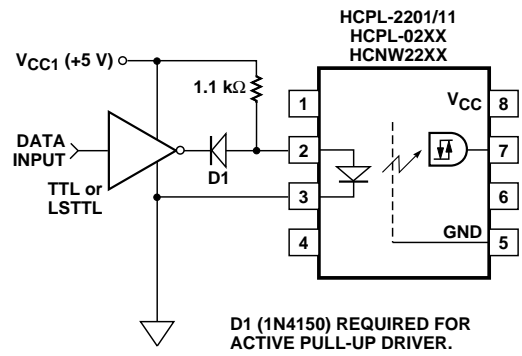 HCPL-2201/11
HCPL-02XX
HCNW22XX
VCC1 (+5 V)
1.1 kΩ
DATA
INPUT
TTL or
LSTTL
D1
1
2
3
4
VCC
8
7
6
GND
5
D1 (1N4150) REQUIRED FOR
ACTIVE PULL-UP DRIVER.